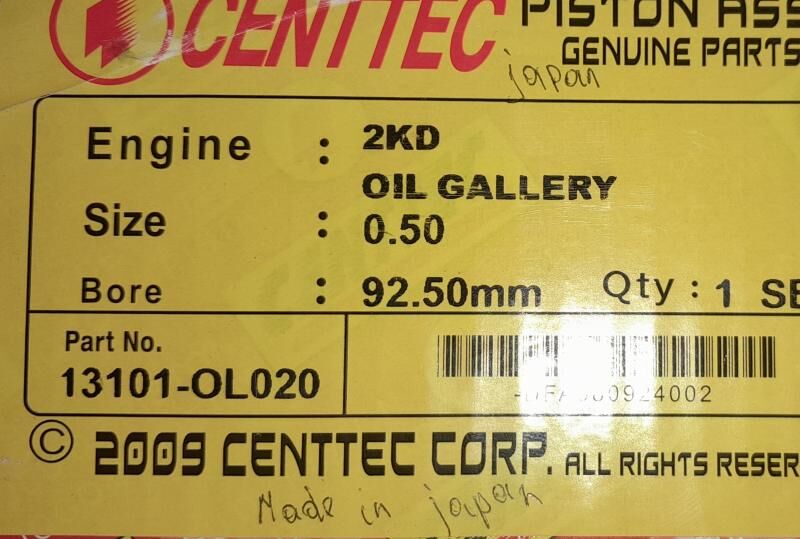 CENTTEC
PISTON ASS
GENUINE PARTS
japan
Engine : 2KD
OIL GALLERY
Size : 0.50
Bore : 92.50mm Qty : 1 SE
Part No.
13101-OL020
924002
© 2009 CENTTEC CORP. ALL RIGHTS RESER
Made in japan